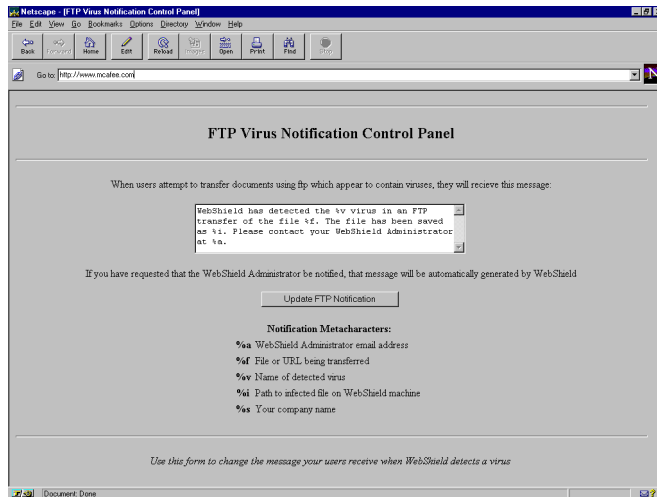 Netscape - [FTP Virus Notification Control Panel]
File Edit View Go Bookmarks Options Directory Window Help
Back Forward Home Edit Reload Images Open Print Find Stop
Go to: http://www.mcafee.com
N
FTP Virus Notification Control Panel
When users attempt to transfer documents using ftp which appear to contain viruses, they will recieve this message:
WebShield has detected the %v virus in an FTP
transfer of the file %f. The file has been saved
as %i. Please contact your WebShield Administrator
at %a.
If you have requested that the WebShield Administrator be notified, that message will be automatically generated by WebShield
Update FTP Notification
Notification Metacharacters:
%a WebShield Administrator email address
%f File or URL being transferred
%v Name of detected virus
%i Path to infected file on WebShield machine
%s Your company name
Use this form to change the message your users receive when WebShield detects a virus
Document: Done